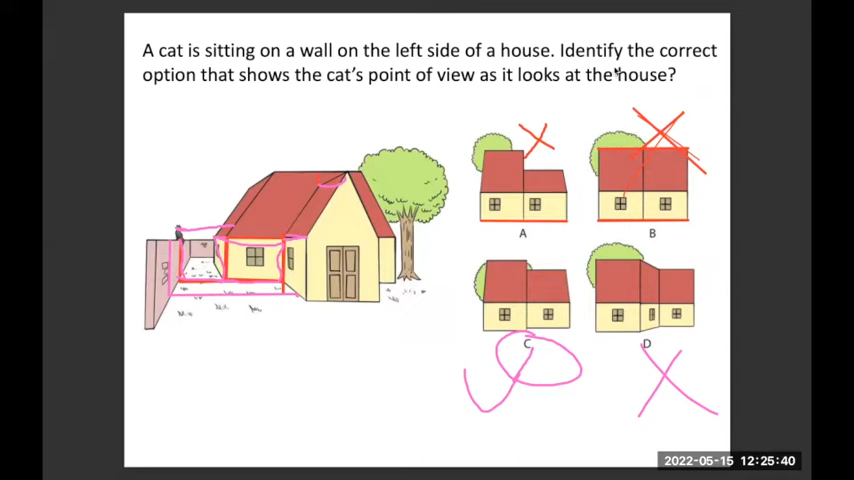 A cat is sitting on a wall on the left side of a house. Identify the correct
option that shows the cat's point of view as it looks at the house?
A
B
C
D
2022-05-15 12:25:40